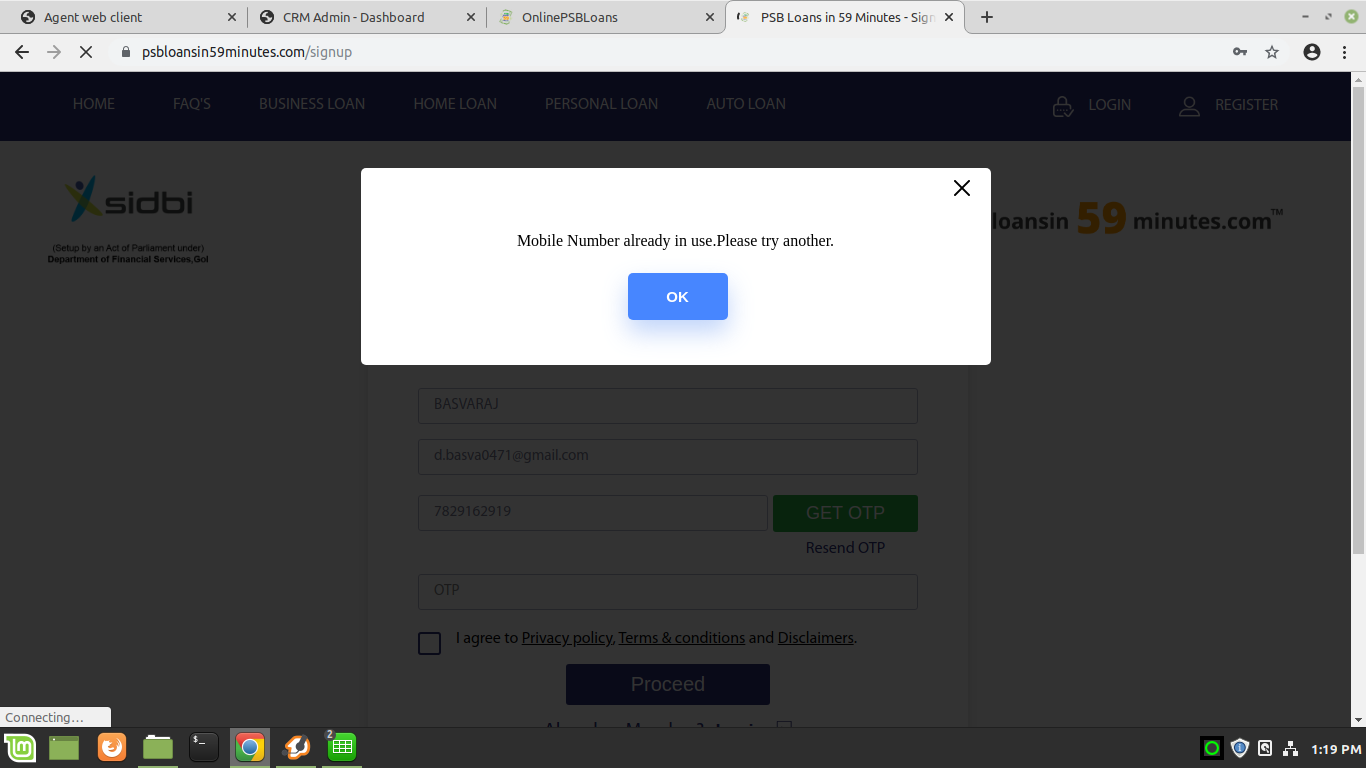 Agent web client
CRM Admin - Dashboard
OnlinePSBLoans
PSB Loans in 59 Minutes - Sign
psbloansin59minutes.com/signup
HOME FAQ'S BUSINESS LOAN HOME LOAN PERSONAL LOAN AUTO LOAN LOGIN REGISTER
sidbi
(Setup by an Act of Parliament under)
Department of Financial Services,GoI
loansin 59 minutes.com™
Mobile Number already in use.Please try another.
OK
BASVARAJ
d.basva0471@gmail.com
7829162919 GET OTP
Resend OTP
OTP
I agree to Privacy policy, Terms & conditions and Disclaimers.
Proceed
Connecting...
2
1:19 PM